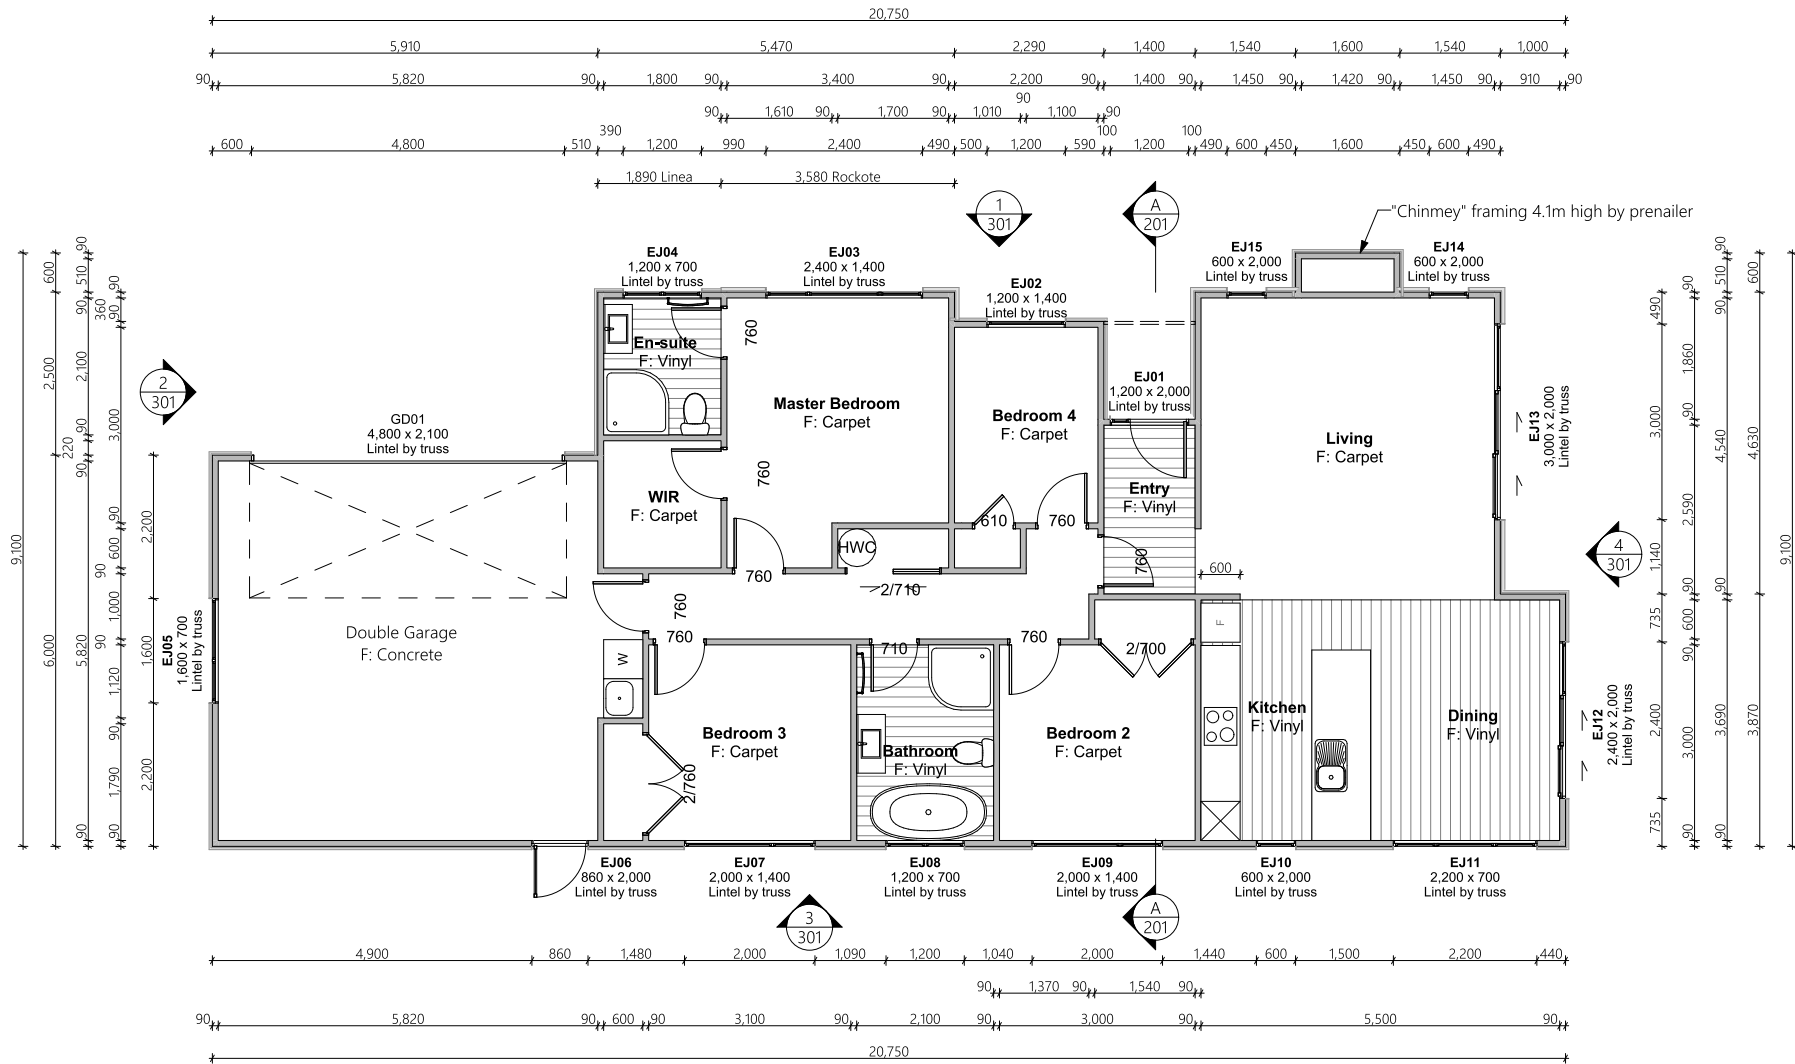 20,750
5,910 5,470 2,290 1,400 1,540 1,600 1,540 1,000
90 5,820 90 1,800 90 3,400 90 2,200 90 1,400 90 1,450 90 1,420 90 1,450 90 910 90
90
90 1,610 90 1,700 90 1,010 1,100 90
390 100 100
600 4,800 510 1,200 990 2,400 490 500 1,200 590 1,200 490 600 450 1,600 450 600 490
1,890 Linea 3,580 Rockote
1
301
A
201
"Chinmey" framing 4.1m high by prenailer
EJ04
1,200 x 700
Lintel by truss
EJ03
2,400 x 1,400
Lintel by truss
EJ02
1,200 x 1,400
Lintel by truss
EJ15
600 x 2,000
Lintel by truss
EJ14
600 x 2,000
Lintel by truss
EJ01
1,200 x 2,000
Lintel by truss
2
301
GD01
4,800 x 2,100
Lintel by truss
En-suite
F: Vinyl
760
Master Bedroom
F: Carpet
Bedroom 4
F: Carpet
Living
F: Carpet
EJ13
3,000 x 2,000
Lintel by truss
WIR
F: Carpet
760
Entry
F: Vinyl
610
760
HWC
760
760
2/710
600
4
301
Double Garage
F: Concrete
EJ05
1,600 x 700
Lintel by truss
760
760
710
760
2/700
W
F
Bedroom 3
F: Carpet
2/760
Bathroom
F: Vinyl
Bedroom 2
F: Carpet
Kitchen
F: Vinyl
Dining
F: Vinyl
EJ12
2,400 x 2,000
Lintel by truss
EJ06
860 x 2,000
Lintel by truss
EJ07
2,000 x 1,400
Lintel by truss
EJ08
1,200 x 700
Lintel by truss
EJ09
2,000 x 1,400
Lintel by truss
EJ10
600 x 2,000
Lintel by truss
EJ11
2,200 x 700
Lintel by truss
3
301
A
201
9,100
600 2,500 6,000
90 510 90 2,100 90 220 90 5,820 90
90 360 90 3,000 90 600 90 1,000 90 1,120 90 1,790 90
2,200 1,600 2,200
490 3,000 1,140 735 2,400 735
90 1,860 90 2,590 90 600 90 3,000 90
90 510 90 4,540 90 3,690 90
600 4,630 3,870
9,100
4,900 860 1,480 2,000 1,090 1,200 1,040 2,000 1,440 600 1,500 2,200 440
90 1,370 90 1,540 90
90 5,820 90 600 90 3,100 90 2,100 90 3,000 90 5,500 90
20,750